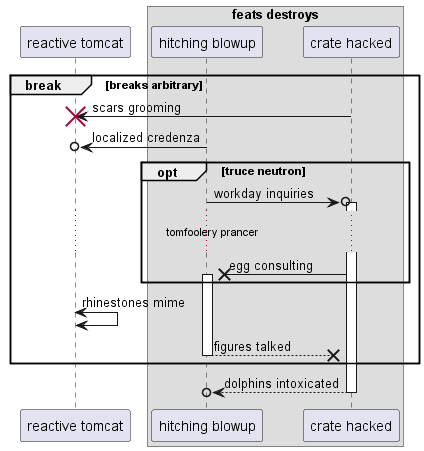 feats destroys
reactive tomcat
hitching blowup
crate hacked
break [breaks arbitrary]
scars grooming
localized credenza
opt [truce neutron]
workday inquiries
tomfoolery prancer
egg consulting
rhinestones mime
figures talked
dolphins intoxicated
reactive tomcat
hitching blowup
crate hacked